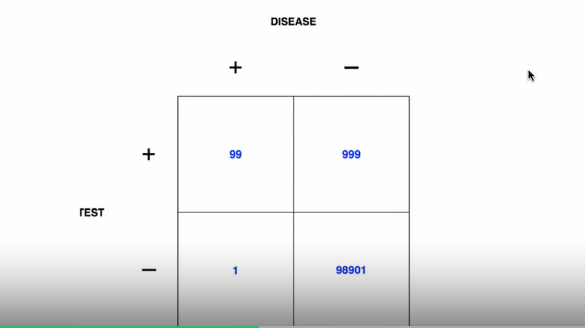 DISEASE
+ −
+ 99 999
TEST
− 1 98901